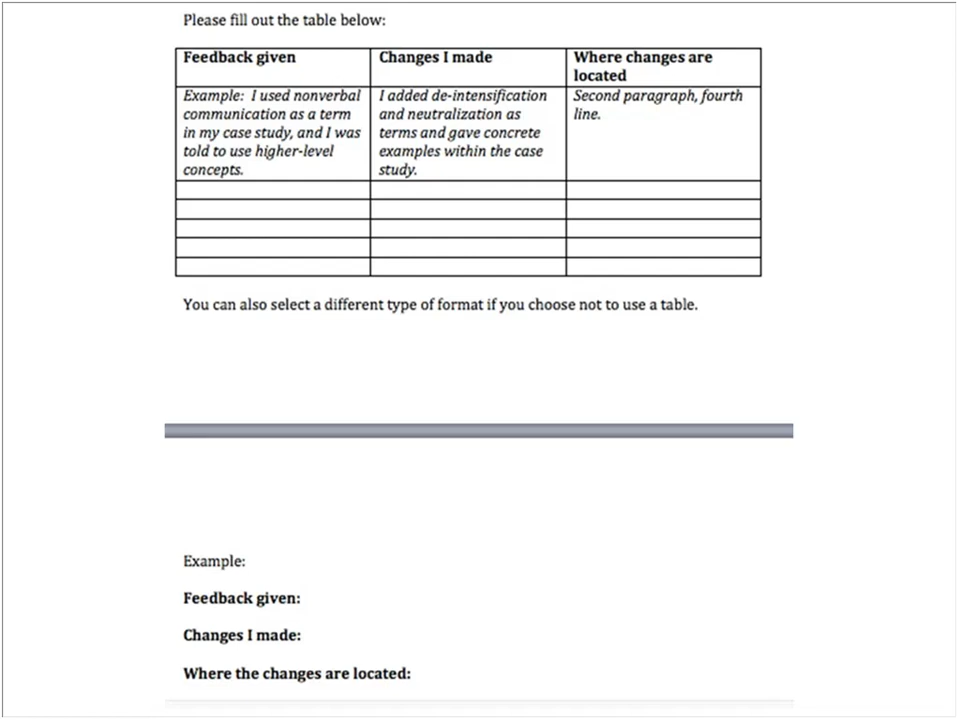 Please fill out the table below:
Feedback given
Changes I made
Where changes are
located
Example:  I used nonverbal
communication as a term
in my case study, and I was
told to use higher-level
concepts.
I added de-intensification
and neutralization as
terms and gave concrete
examples within the case
study.
Second paragraph, fourth
line.
You can also select a different type of format if you choose not to use a table.
Example:
Feedback given:
Changes I made:
Where the changes are located: